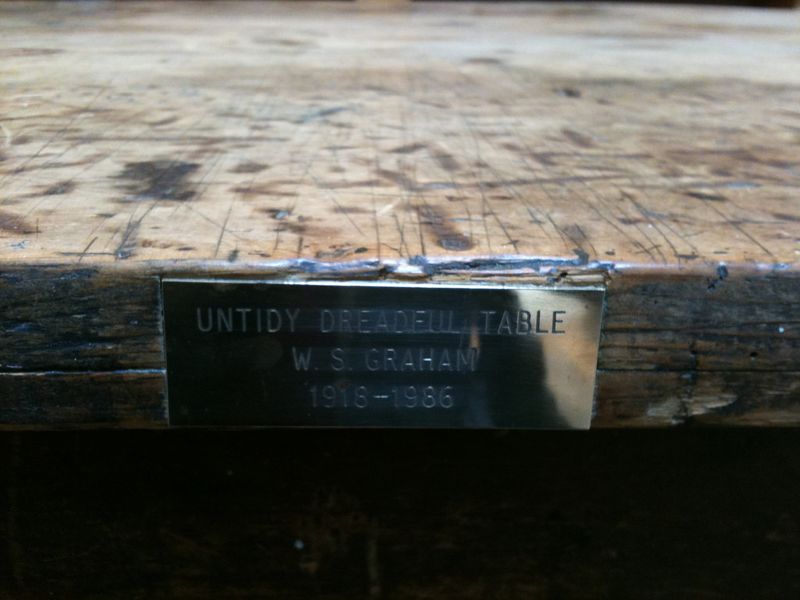 UNTIDY DREADFUL TABLE
W. S. GRAHAM
1918-1986